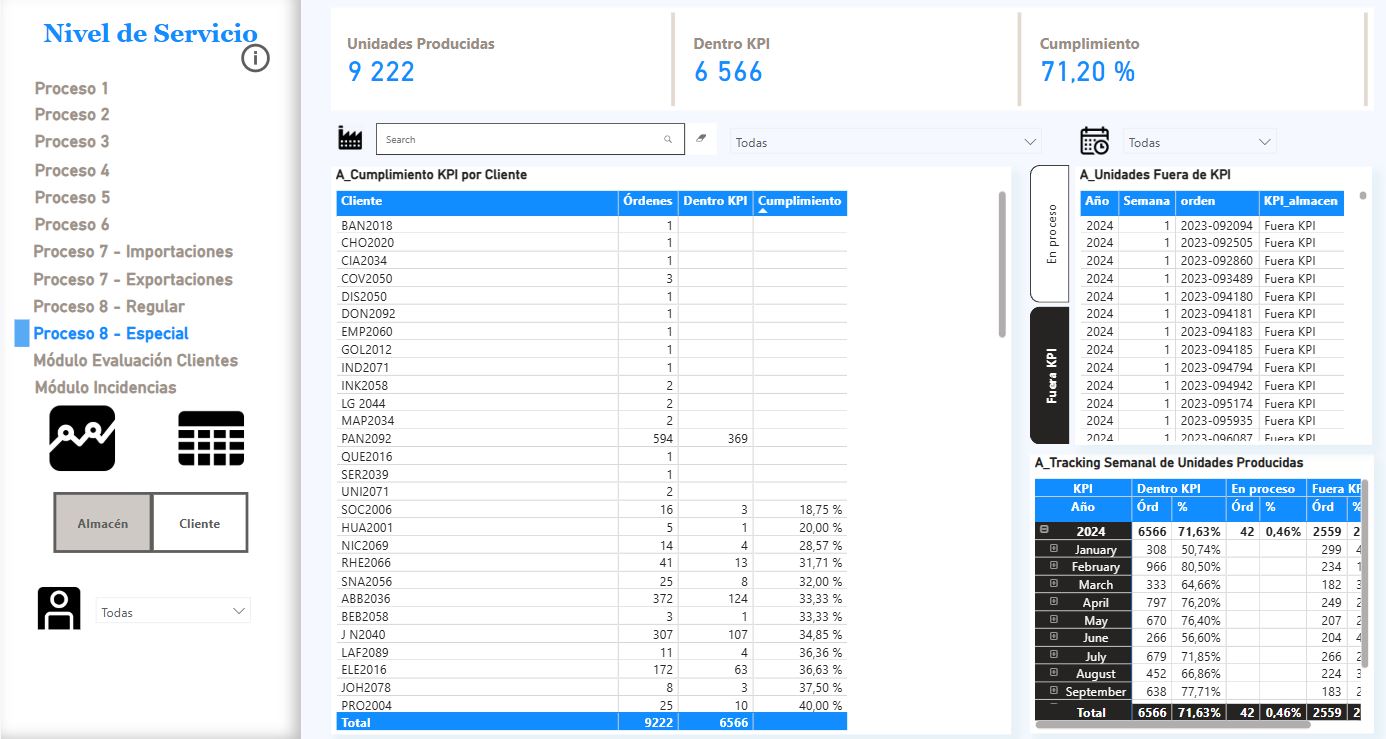 Nivel de Servicio
Proceso 1
Proceso 2
Proceso 3
Proceso 4
Proceso 5
Proceso 6
Proceso 7 - Importaciones
Proceso 7 - Exportaciones
Proceso 8 - Regular
Proceso 8 - Especial
Módulo Evaluación Clientes
Módulo Incidencias
Almacén Cliente
Todas
Unidades Producidas
9 222
Dentro KPI
6 566
Cumplimiento
71,20 %
Search
Todas
Todas
A_Cumplimiento KPI por Cliente
Cliente Órdenes Dentro KPI Cumplimiento
BAN2018 1
CHO2020 1
CIA2034 1
COV2050 3
DIS2050 1
DON2092 1
EMP2060 1
GOL2012 1
IND2071 1
INK2058 2
LG 2044 2
MAP2034 2
PAN2092 594 369
QUE2016 1
SER2039 1
UNI2071 2
SOC2006 16 3 18,75 %
HUA2001 5 1 20,00 %
NIC2069 14 4 28,57 %
RHE2066 41 13 31,71 %
SNA2056 25 8 32,00 %
ABB2036 372 124 33,33 %
BEB2058 3 1 33,33 %
J N2040 307 107 34,85 %
LAF2089 11 4 36,36 %
ELE2016 172 63 36,63 %
JOH2078 8 3 37,50 %
PRO2004 25 10 40,00 %
Total 9222 6566
En proceso
Fuera KPI
A_Unidades Fuera de KPI
Año Semana orden KPI_almacen
2024 1 2023-092094 Fuera KPI
2024 1 2023-092505 Fuera KPI
2024 1 2023-092860 Fuera KPI
2024 1 2023-093489 Fuera KPI
2024 1 2023-094180 Fuera KPI
2024 1 2023-094181 Fuera KPI
2024 1 2023-094183 Fuera KPI
2024 1 2023-094185 Fuera KPI
2024 1 2023-094794 Fuera KPI
2024 1 2023-094942 Fuera KPI
2024 1 2023-095174 Fuera KPI
2024 1 2023-095935 Fuera KPI
2024 1 2023-096087 Fuera KPI
A_Tracking Semanal de Unidades Producidas
KPI Dentro KPI En proceso Fuera KP
Año Órd % Órd % Órd %
2024 6566 71,63% 42 0,46% 2559 2
January 308 50,74% 299 4
February 966 80,50% 234 1
March 333 64,66% 182 3
April 797 76,20% 249 2
May 670 76,40% 207 2
June 266 56,60% 204 4
July 679 71,85% 266 2
August 452 66,86% 224 3
September 638 77,71% 183 2
Total 6566 71,63% 42 0,46% 2559 2